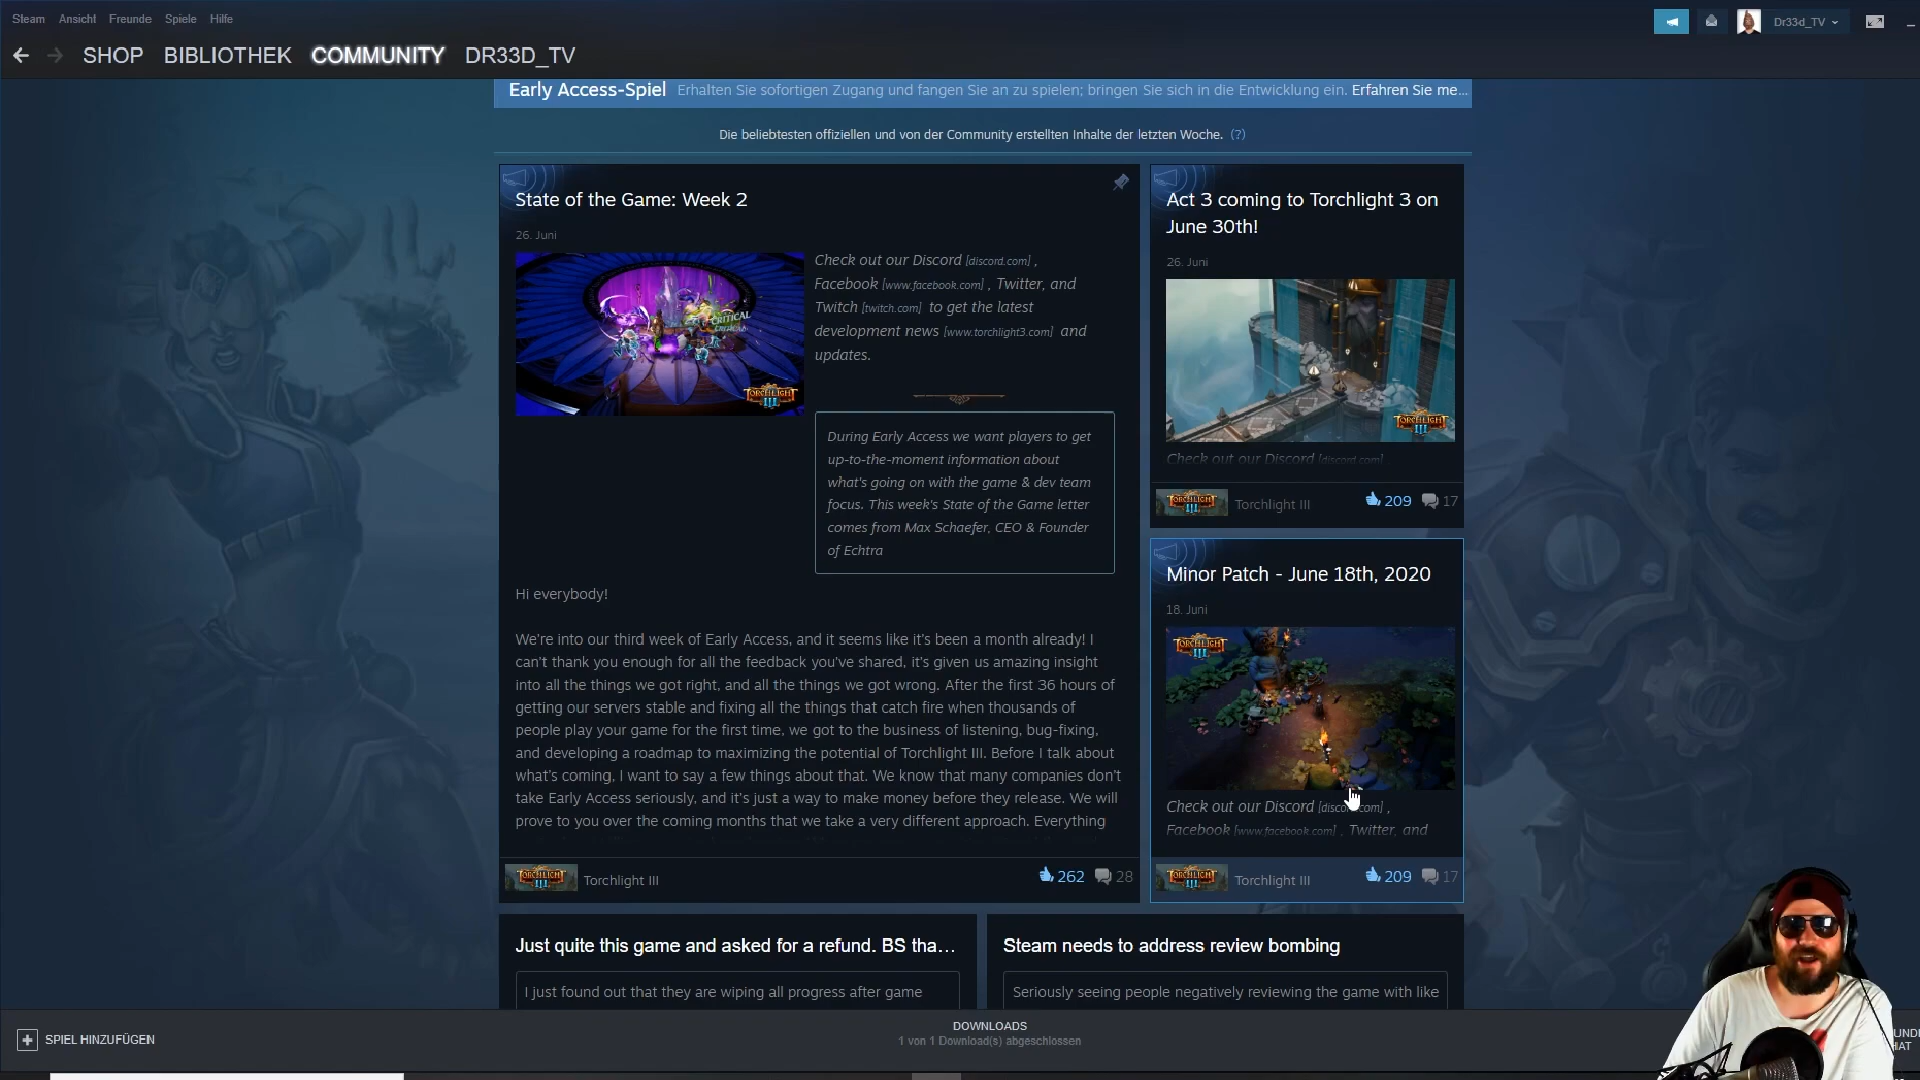 Steam Ansicht Freunde Spiele Hilfe
Dr33d_TV
SHOP BIBLIOTHEK COMMUNITY DR33D_TV
Early Access-Spiel Erhalten Sie sofortigen Zugang und fangen Sie an zu spielen; bringen Sie sich in die Entwicklung ein. Erfahren Sie me...
Die beliebtesten offiziellen und von der Community erstellten Inhalte der letzten Woche. (?)
State of the Game: Week 2
26. Juni
CRITICAL
TORCHLIGHT
III
Check out our Discord [discord.com] ,
Facebook [www.facebook.com] , Twitter, and
Twitch [twitch.com] to get the latest
development news [www.torchlight3.com] and
updates.
During Early Access we want players to get
up-to-the-moment information about
what's going on with the game & dev team
focus. This week's State of the Game letter
comes from Max Schaefer, CEO & Founder
of Echtra
Hi everybody!
We're into our third week of Early Access, and it seems like it's been a month already! I
can't thank you enough for all the feedback you've shared, it's given us amazing insight
into all the things we got right, and all the things we got wrong. After the first 36 hours of
getting our servers stable and fixing all the things that catch fire when thousands of
people play your game for the first time, we got to the business of listening, bug-fixing,
and developing a roadmap to maximizing the potential of Torchlight III. Before I talk about
what's coming, I want to say a few things about that. We know that many companies don't
take Early Access seriously, and it's just a way to make money before they release. We will
prove to you over the coming months that we take a very different approach. Everything
TORCHLIGHT
III
Torchlight III
262 28
Act 3 coming to Torchlight 3 on
June 30th!
26. Juni
TORCHLIGHT
III
Check out our Discord [discord.com]
TORCHLIGHT
III
Torchlight III
209 17
Minor Patch - June 18th, 2020
18. Juni
TORCHLIGHT
III
Check out our Discord
Facebook [www.facebook.com] , Twitter, and
TORCHLIGHT
III
Torchlight III
209 17
Just quite this game and asked for a refund. BS tha...
I just found out that they are wiping all progress after game
Steam needs to address review bombing
Seriously seeing people negatively reviewing the game with like
SPIEL HINZUFÜGEN
DOWNLOADS
1 von 1 Download(s) abgeschlossen